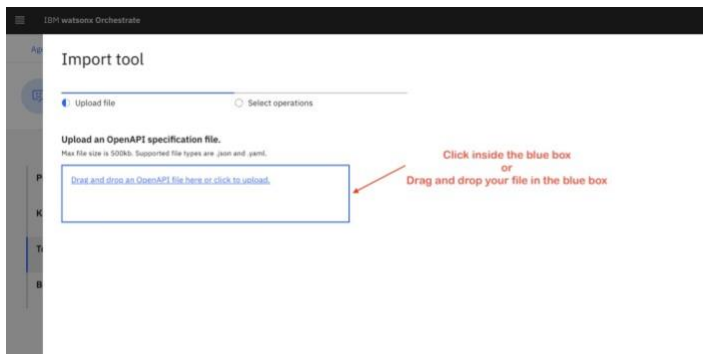 IBM watsonx Orchestrate
Age
Import tool
Upload file
Select operations
Upload an OpenAPI specification file.
Max file size is 500kb. Supported file types are .json and .yaml.
Drag and drop an OpenAPI file here or click to upload.
Click inside the blue box
or
Drag and drop your file in the blue box
P
K
T
B